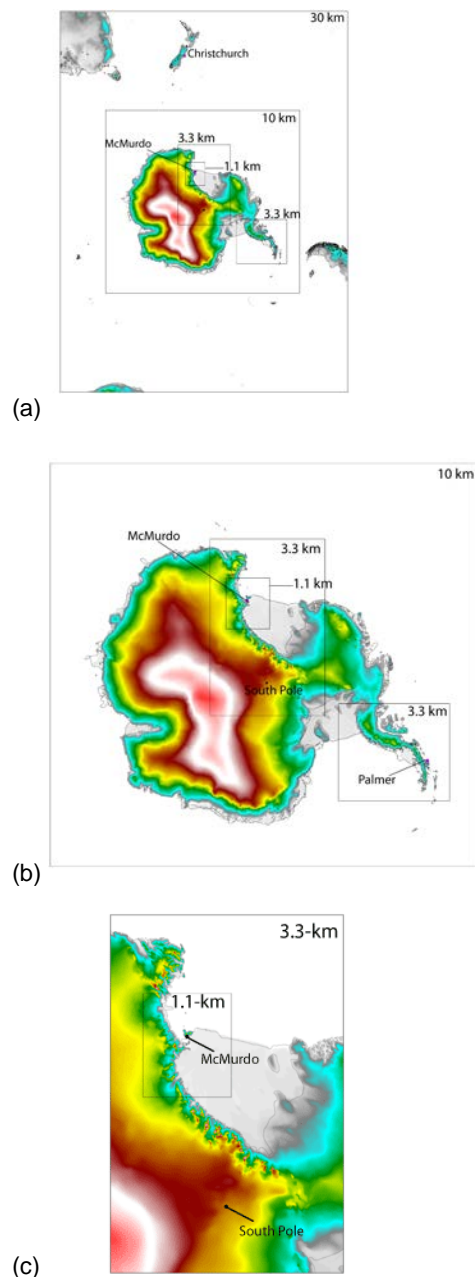 30 km
Christchurch
10 km
3.3 km
McMurdo
1.1 km
3.3 km
(a)
10 km
McMurdo
3.3 km
1.1 km
South Pole
3.3 km
Palmer
(b)
3.3-km
1.1-km
McMurdo
South Pole
(c)